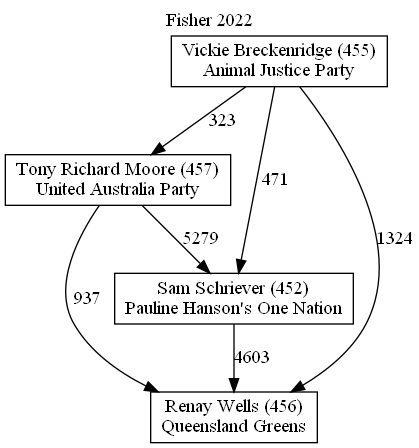 Fisher 2022
Vickie Breckenridge (455)
Animal Justice Party
323
Tony Richard Moore (457)
United Australia Party
471
5279
1324
937
Sam Schriever (452)
Pauline Hanson's One Nation
4603
Renay Wells (456)
Queensland Greens